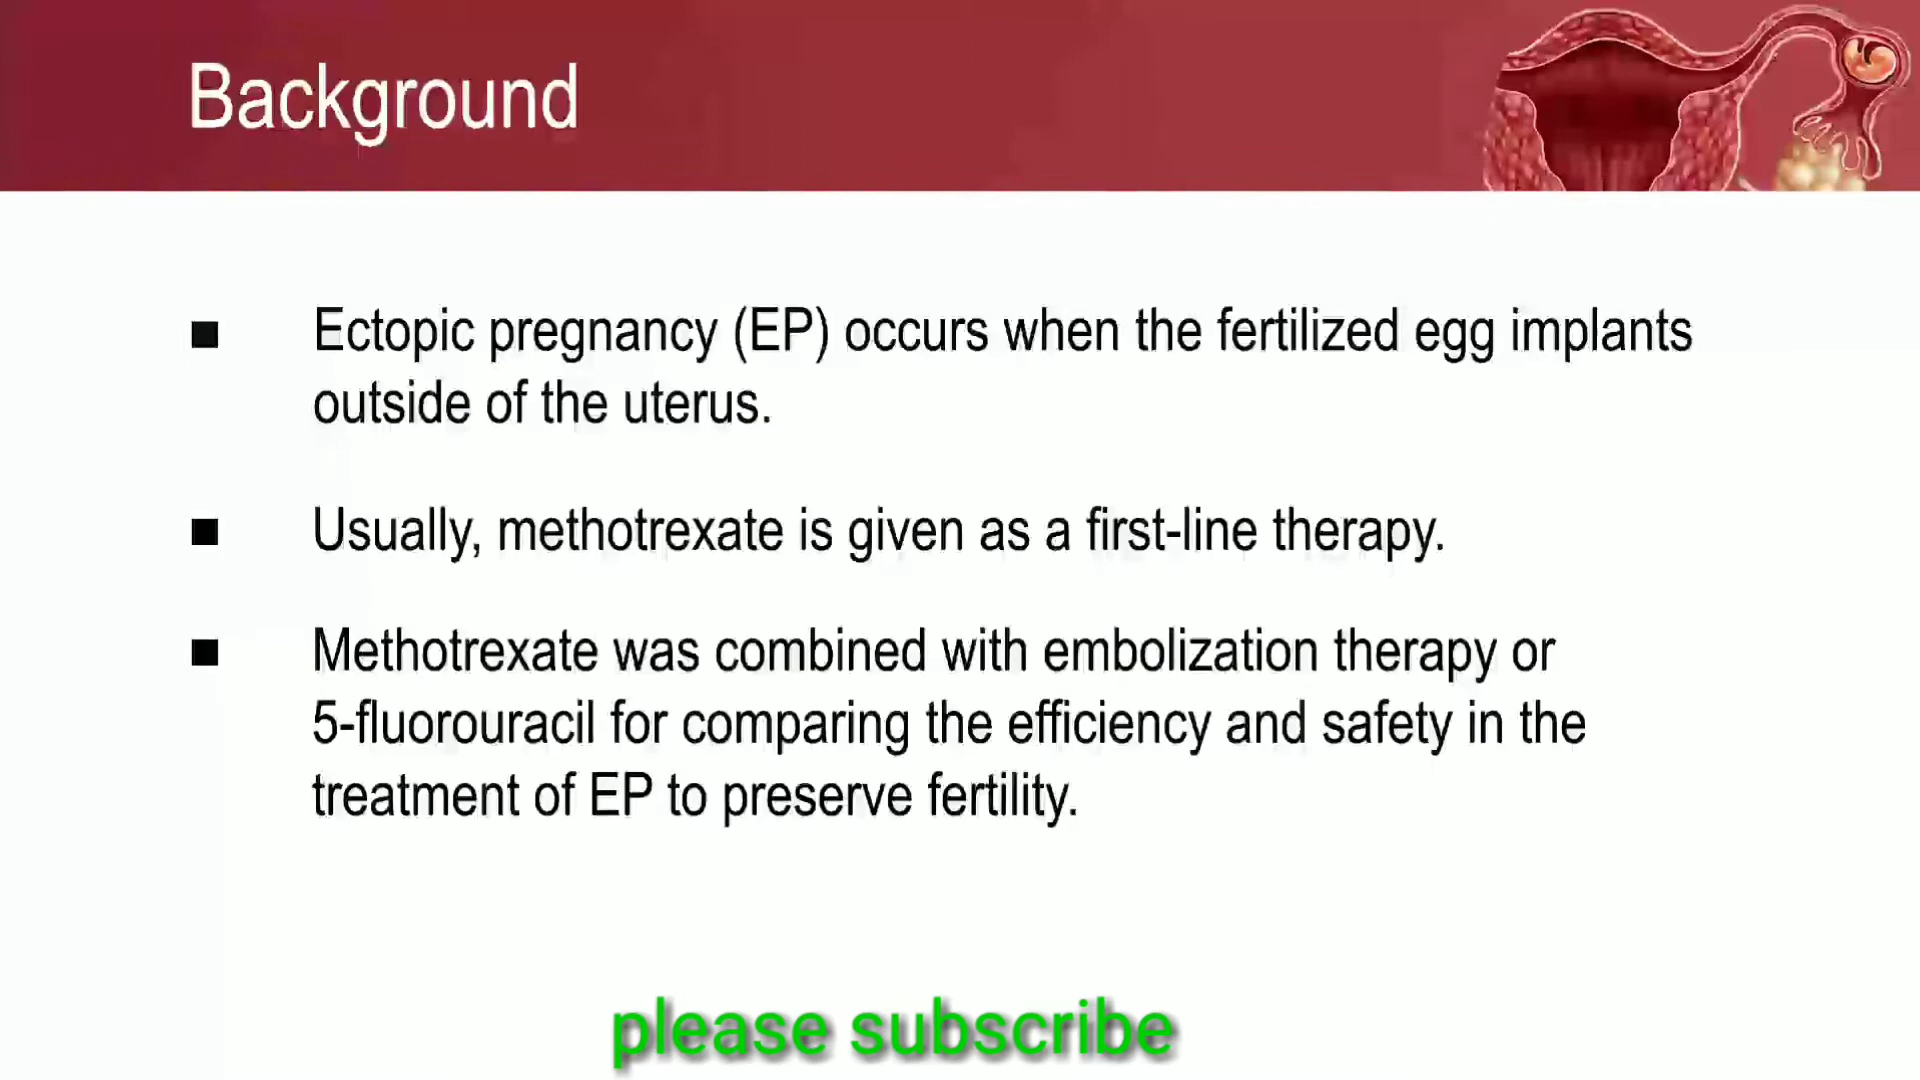 Background
■ Ectopic pregnancy (EP) occurs when the fertilized egg implants
outside of the uterus.
■ Usually, methotrexate is given as a first-line therapy.
■ Methotrexate was combined with embolization therapy or
5-fluorouracil for comparing the efficiency and safety in the
treatment of EP to preserve fertility.
please subscribe